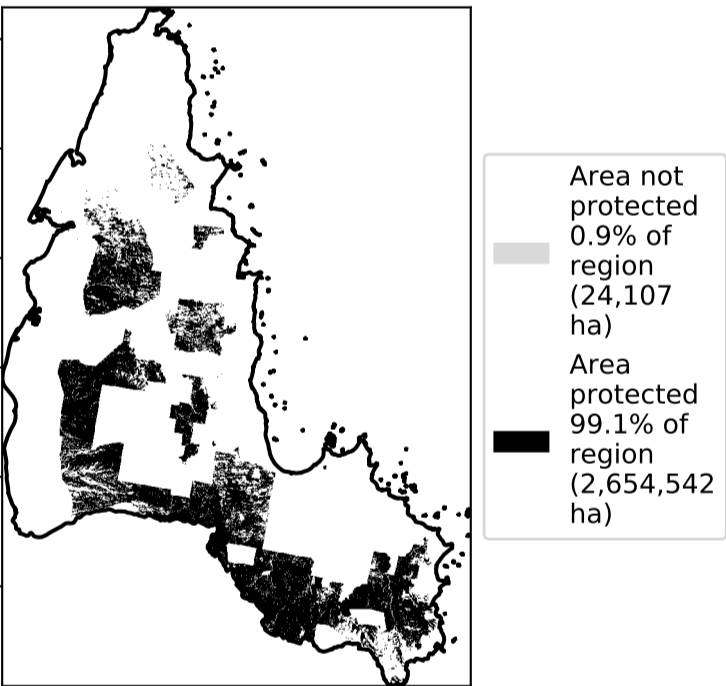 Area not
protected
0.9% of
region
(24,107
ha)
Area
protected
99.1% of
region
(2,654,542
ha)